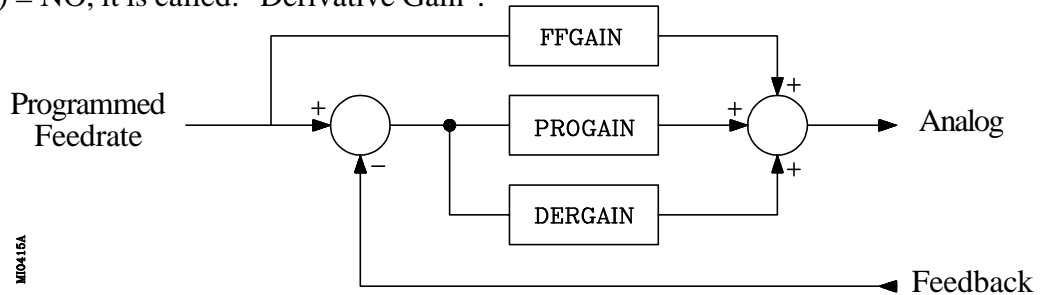 ) = NO, it is called: "Derivative Gain".
FFGAIN
+
Programmed
Feedrate
+
PROGAIN
+
Analog
−
+
DERGAIN
MI0415A
Feedback